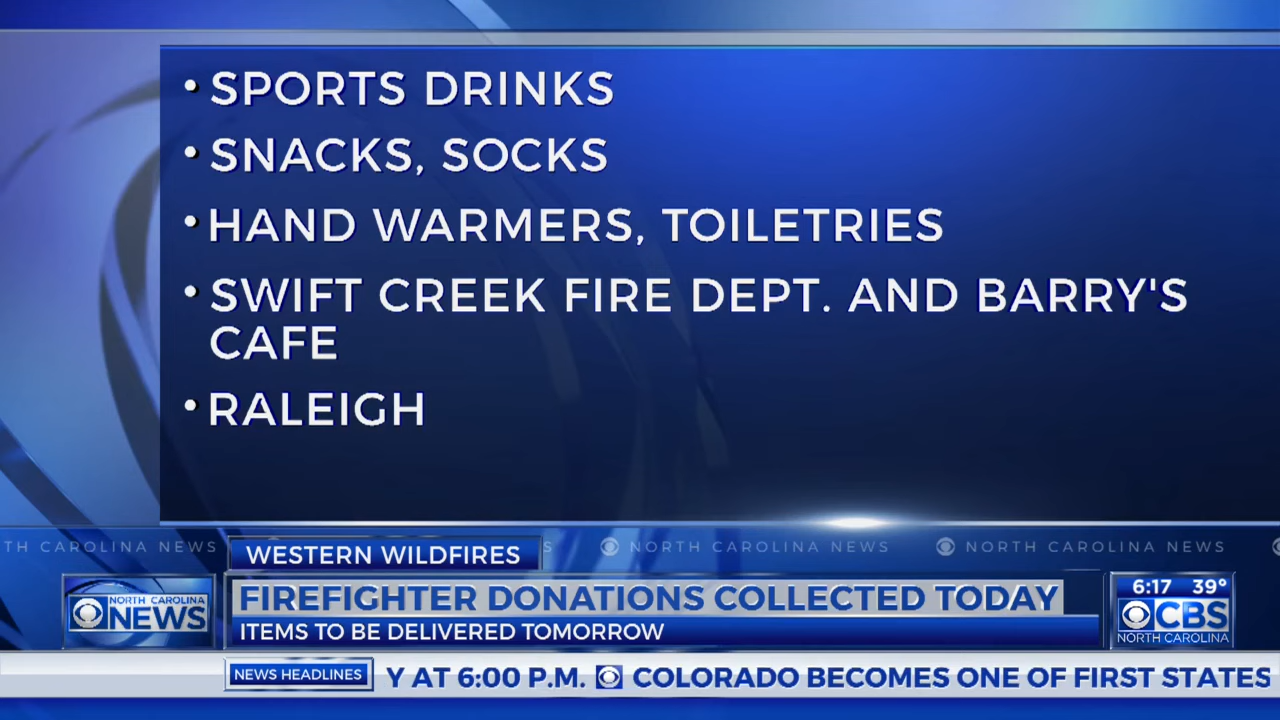 • SPORTS DRINKS
• SNACKS, SOCKS
• HAND WARMERS, TOILETRIES
• SWIFT CREEK FIRE DEPT. AND BARRY'S
CAFE
• RALEIGH
TH CAROLINA NEWS
S
NORTH CAROLINA NEWS
NORTH CAROLINA NEWS
WESTERN WILDFIRES
NORTH CAROLINA
NEWS
FIREFIGHTER DONATIONS COLLECTED TODAY
ITEMS TO BE DELIVERED TOMORROW
6:17 39°
CBS
NORTH CAROLINA
NEWS HEADLINES
Y AT 6:00 P.M. COLORADO BECOMES ONE OF FIRST STATES